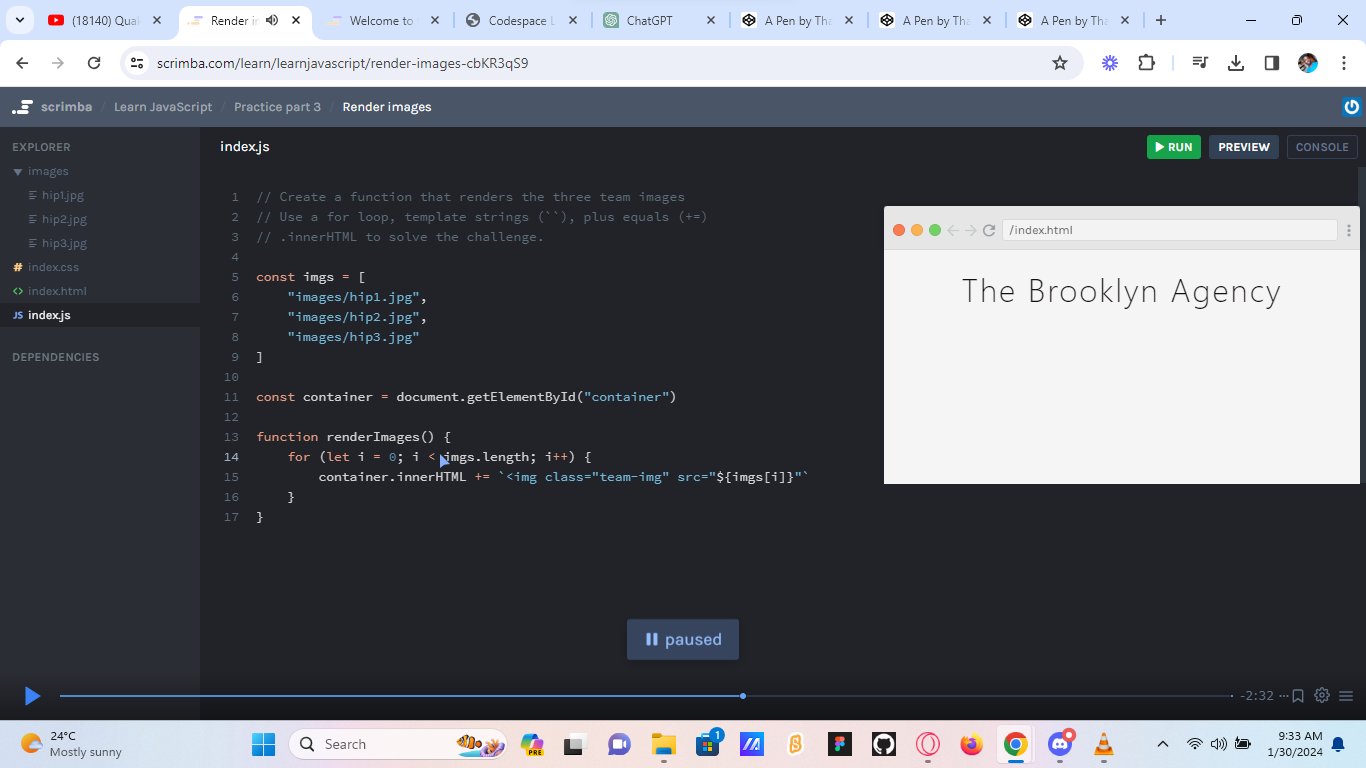 (18140) Qua
Render in
Welcome to
Codespace L
ChatGPT
A Pen by Tha
A Pen by Tha
A Pen by Tha
scrimba.com/learn/learnjavascript/render-images-cbKR3qS9
scrimba / Learn JavaScript / Practice part 3 / Render images
EXPLORER
images
hip1.jpg
hip2.jpg
hip3.jpg
# index.css
<> index.html
JS index.js
DEPENDENCIES
index.js
RUN
PREVIEW
CONSOLE
1 // Create a function that renders the three team images
2 // Use a for loop, template strings (``), plus equals (+=)
3 // .innerHTML to solve the challenge.
4
5 const imgs = [
6 "images/hip1.jpg",
7 "images/hip2.jpg",
8 "images/hip3.jpg"
9 ]
10
11 const container = document.getElementById("container")
12
13 function renderImages() {
14 for (let i = 0; i < imgs.length; i++) {
15 container.innerHTML += `<img class="team-img" src="${imgs[i]}"`
16 }
17 }
/index.html
The Brooklyn Agency
paused
-2:32
24°C
Mostly sunny
Search
PRE
1
9:33 AM
1/30/2024